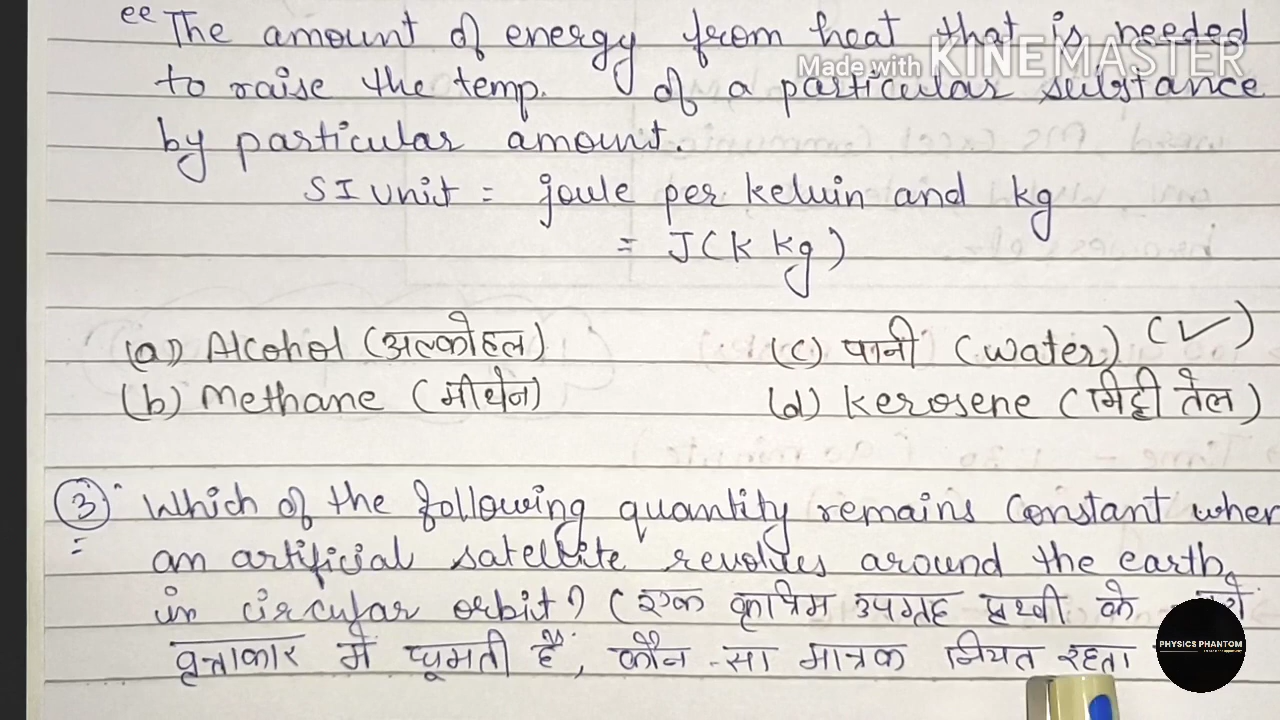 “The amount of energy from heat that is needed
Made with KINEMASTER
to raise the temp. of a particular substance
by particular amount.
SI Unit = joule per kelvin and kg
= J(K kg)
(a) Alcohol (अल्कोहल)
(c) पानी (water) (✓)
(b) Methane (मीथेन)
(d) Kerosene (मिट्टी तेल)
③ Which of the following quantity remains Constant when
an artificial satellite revolves around the earth
in circular orbit? (एक कृत्रिम उपग्रह पृथ्वी के
वृत्ताकार में घूमती है, कौन-सा मात्रक नियत रहता
PHYSICS PHANTOM